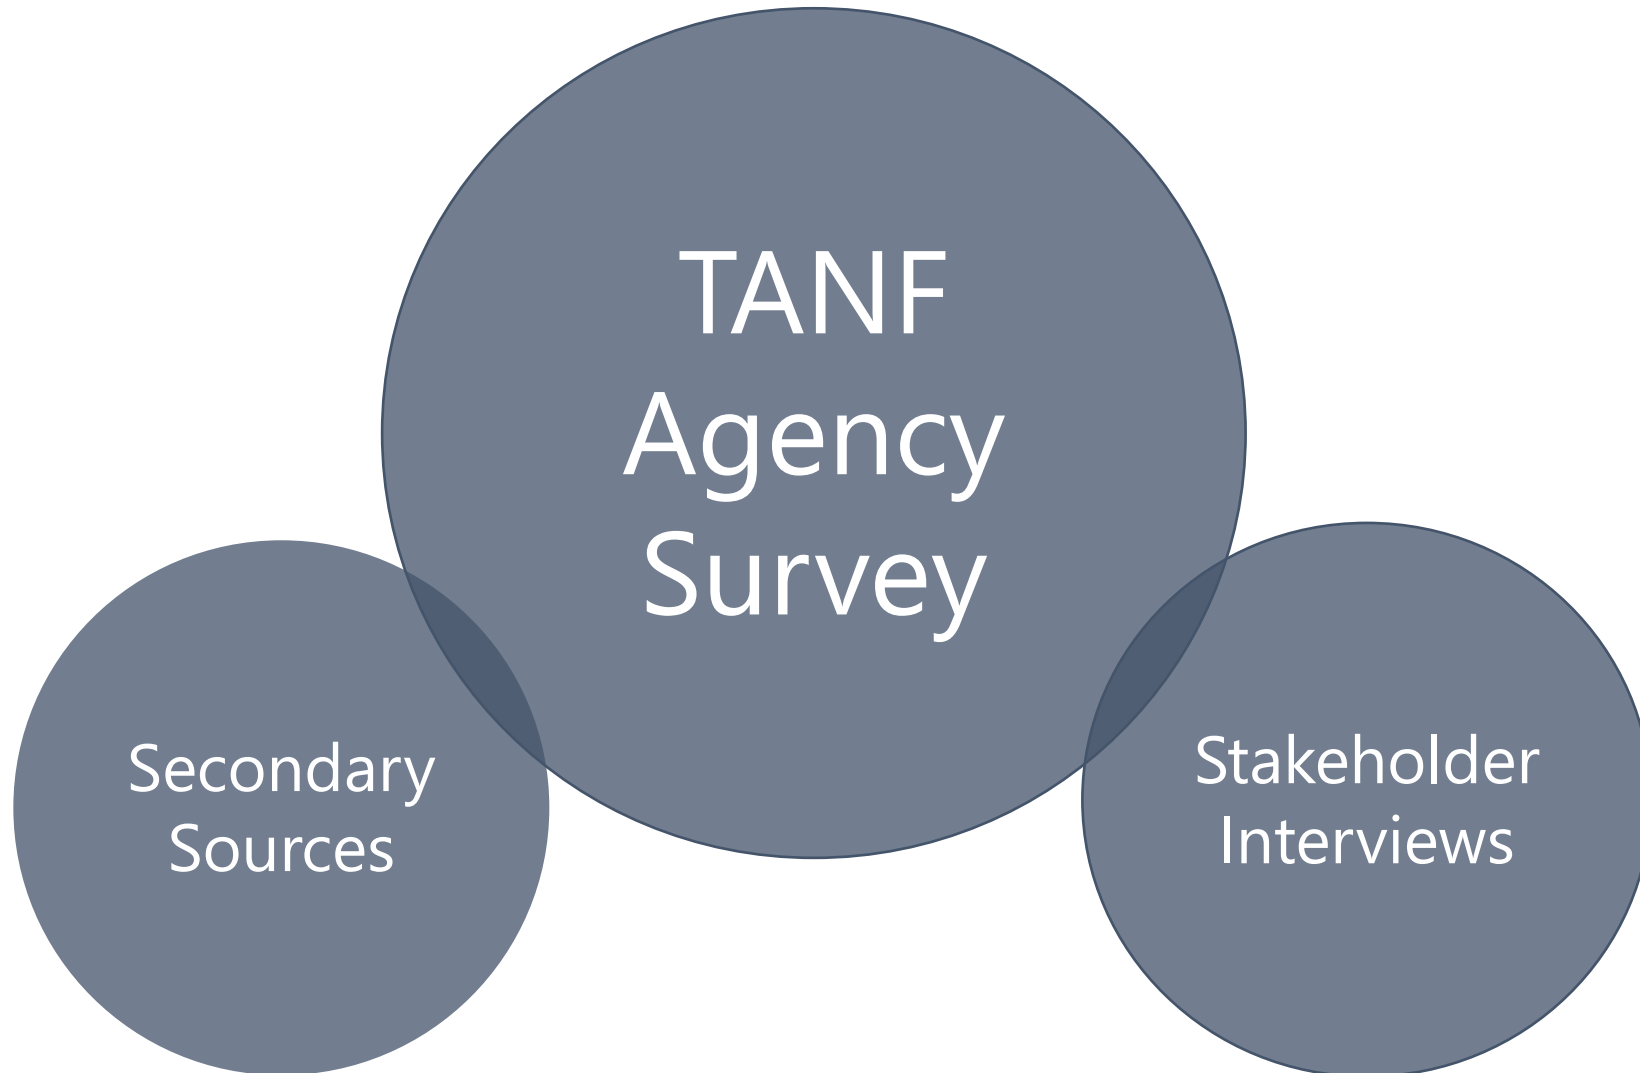 TANF
Agency
Survey
Secondary
Sources
Stakeholder
Interviews